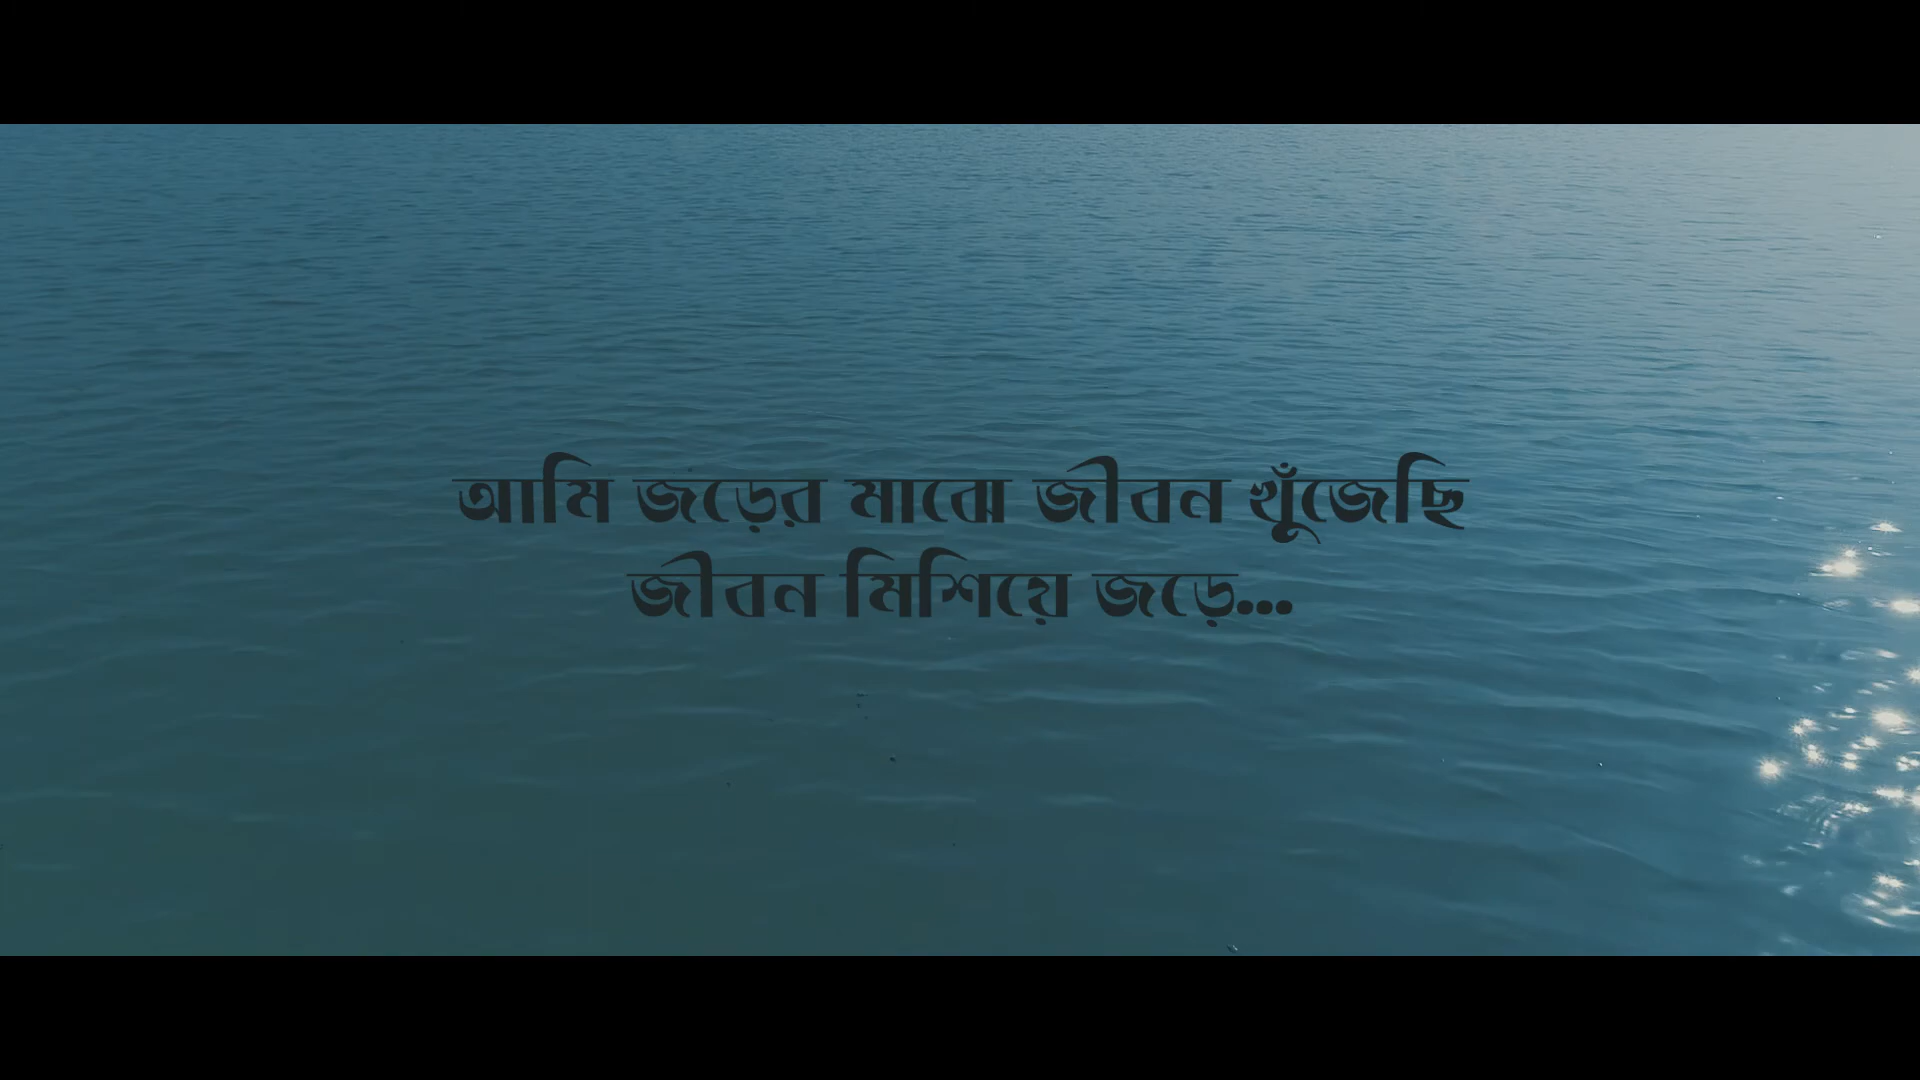 আমি জড়ের মাঝে জীবন খুঁজেছি
জীবন মিশিয়ে জড়ে...